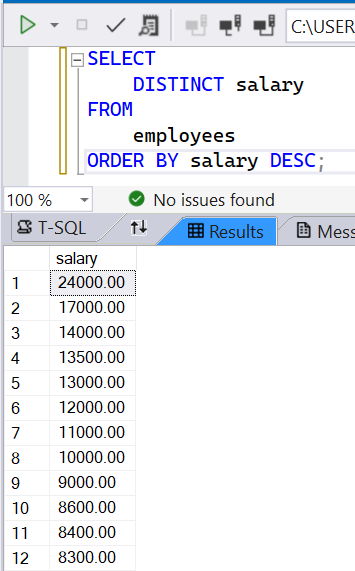 C:\USER
SELECT
DISTINCT salary
FROM
employees
ORDER BY salary DESC;
100 %
No issues found
T-SQL
Results
Mess
salary
1 24000.00
2 17000.00
3 14000.00
4 13500.00
5 13000.00
6 12000.00
7 11000.00
8 10000.00
9 9000.00
10 8600.00
11 8400.00
12 8300.00